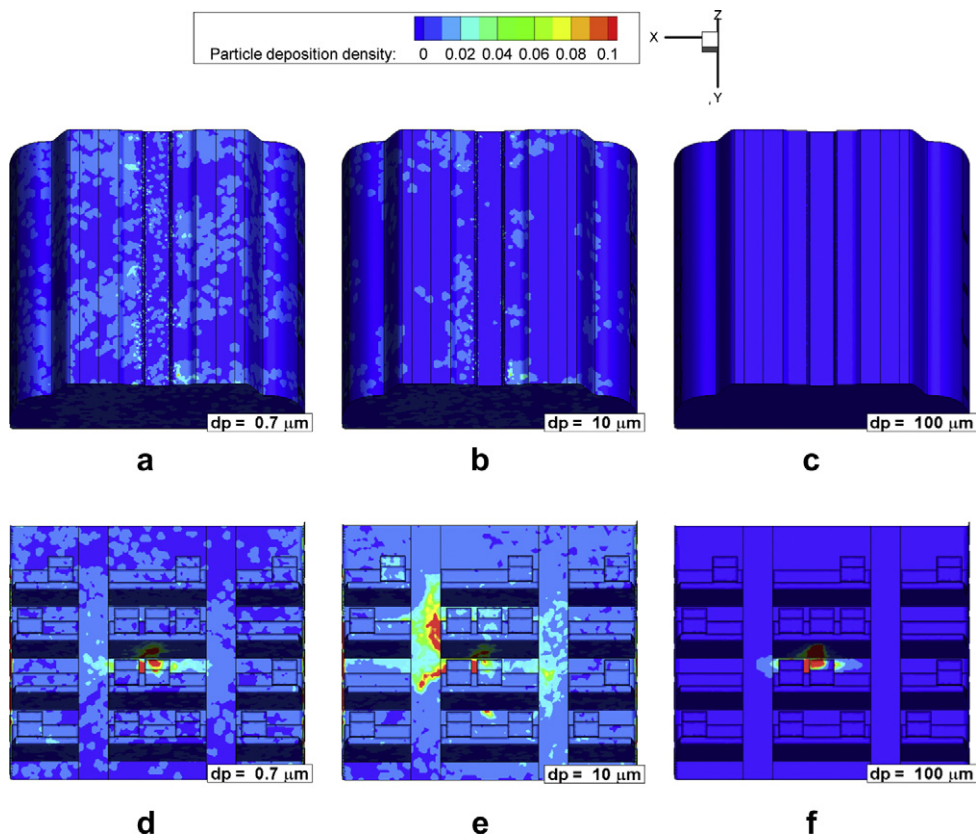 Particle deposition density: 0 0.02 0.04 0.06 0.08 0.1
X Z
Y
dp = 0.7 µm dp = 10 µm dp = 100 µm
a b c
dp = 0.7 µm dp = 10 µm dp = 100 µm
d e f